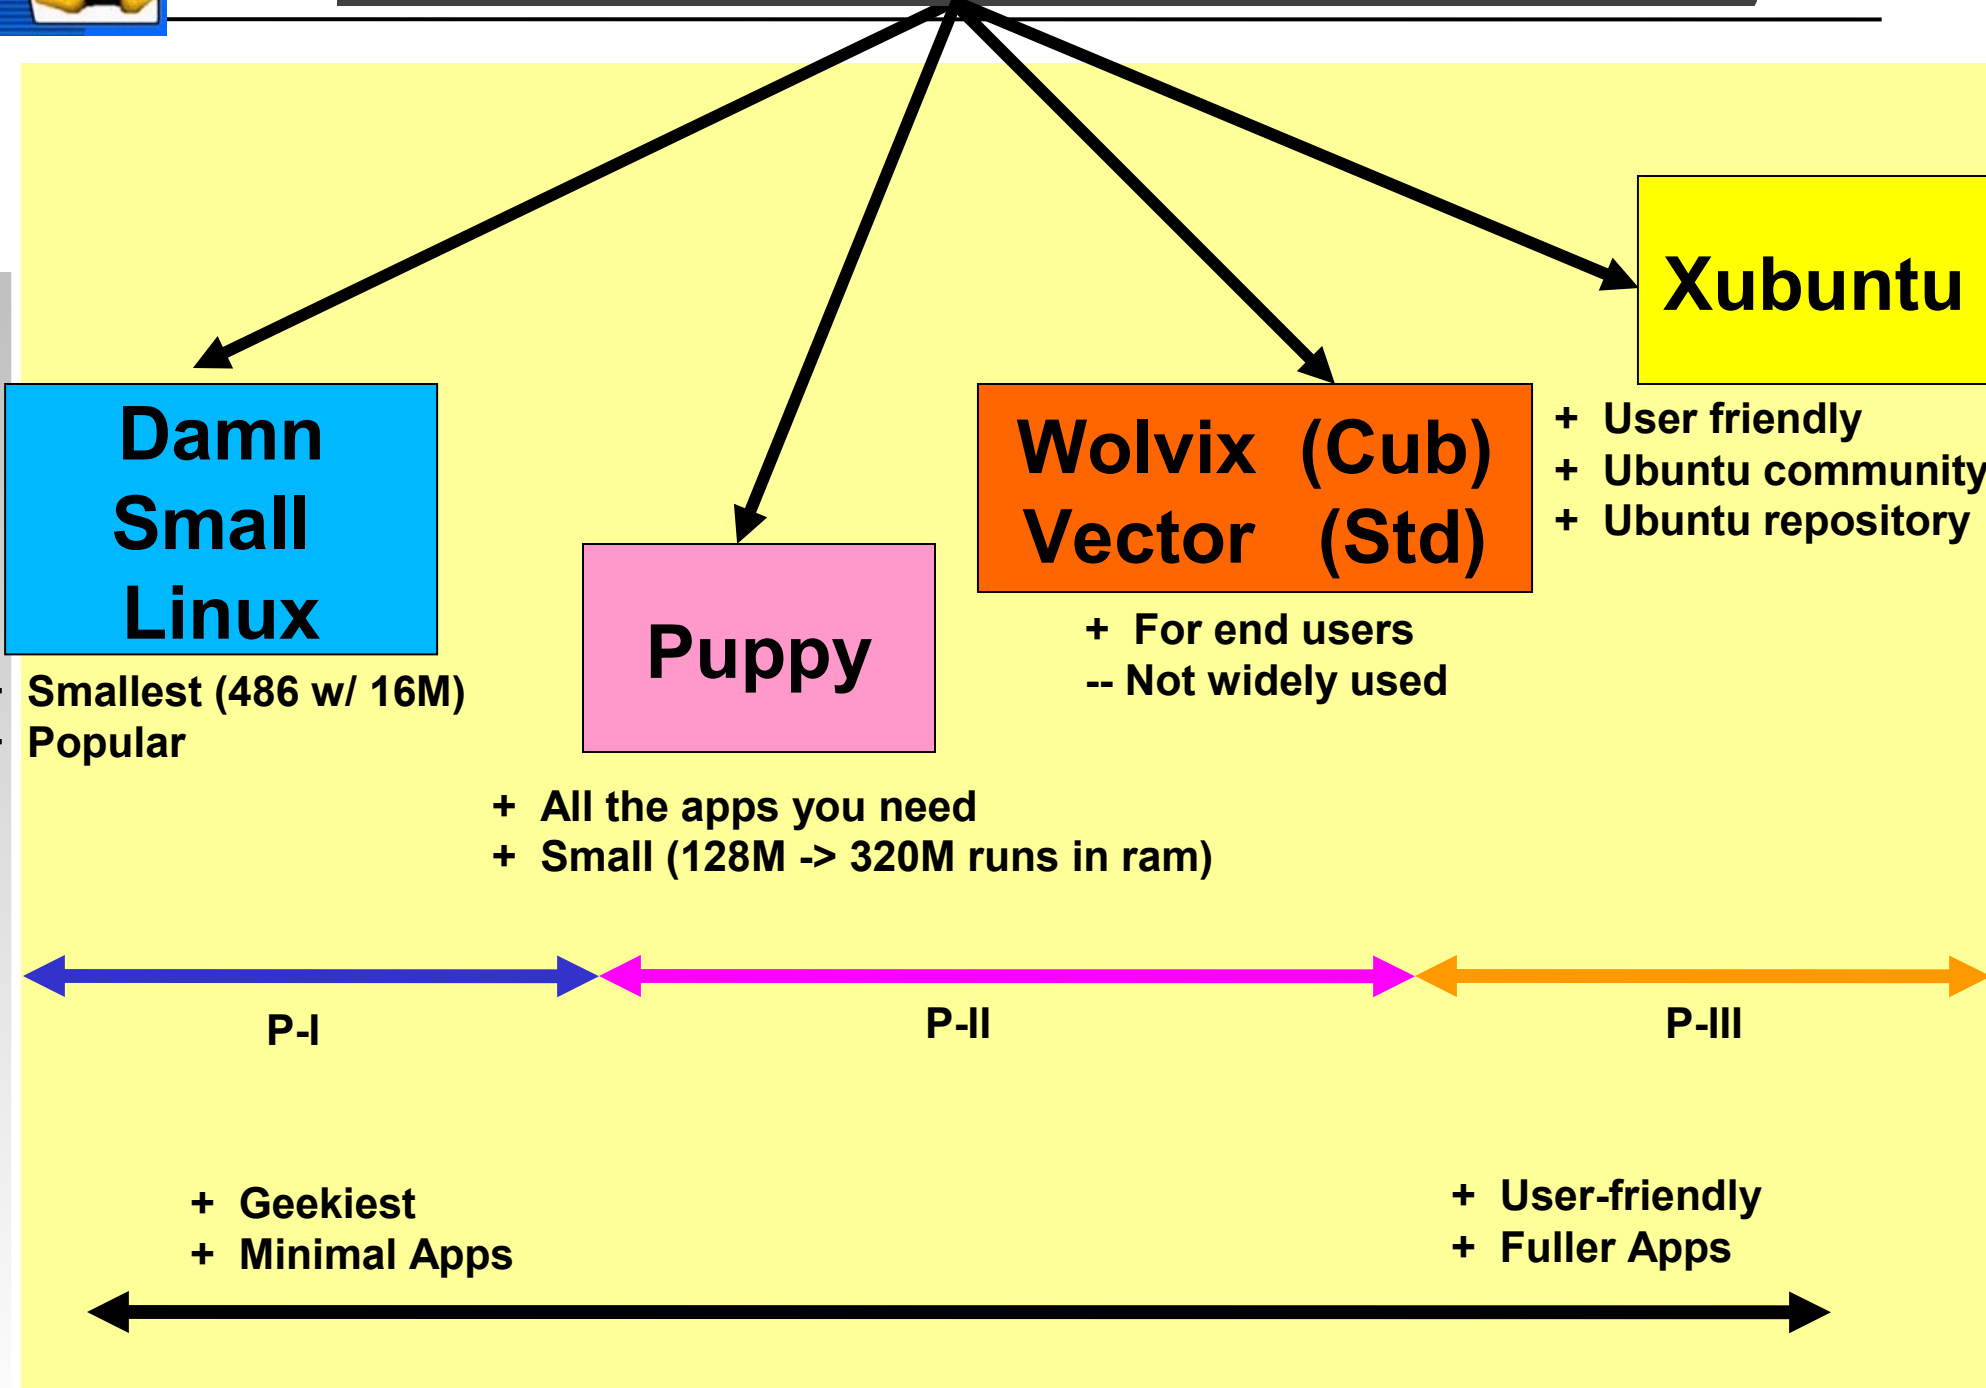 Xubuntu
+ User friendly
+ Ubuntu community
+ Ubuntu repository
Damn
Small
Linux
Smallest (486 w/ 16M)
Popular
Wolvix (Cub)
Vector (Std)
+ For end users
-- Not widely used
Puppy
+ All the apps you need
+ Small (128M -> 320M runs in ram)
P-I
P-II
P-III
+ Geekiest
+ Minimal Apps
+ User-friendly
+ Fuller Apps